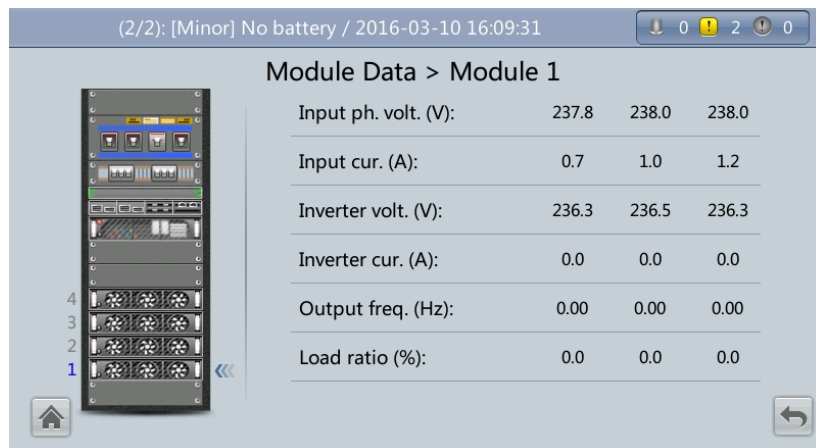 (2/2): [Minor] No battery / 2016-03-10 16:09:31 0 2 0
Module Data > Module 1
Input ph. volt. (V): 237.8 238.0 238.0
Input cur. (A): 0.7 1.0 1.2
Inverter volt. (V): 236.3 236.5 236.3
Inverter cur. (A): 0.0 0.0 0.0
Output freq. (Hz): 0.00 0.00 0.00
Load ratio (%): 0.0 0.0 0.0
4
3
2
1